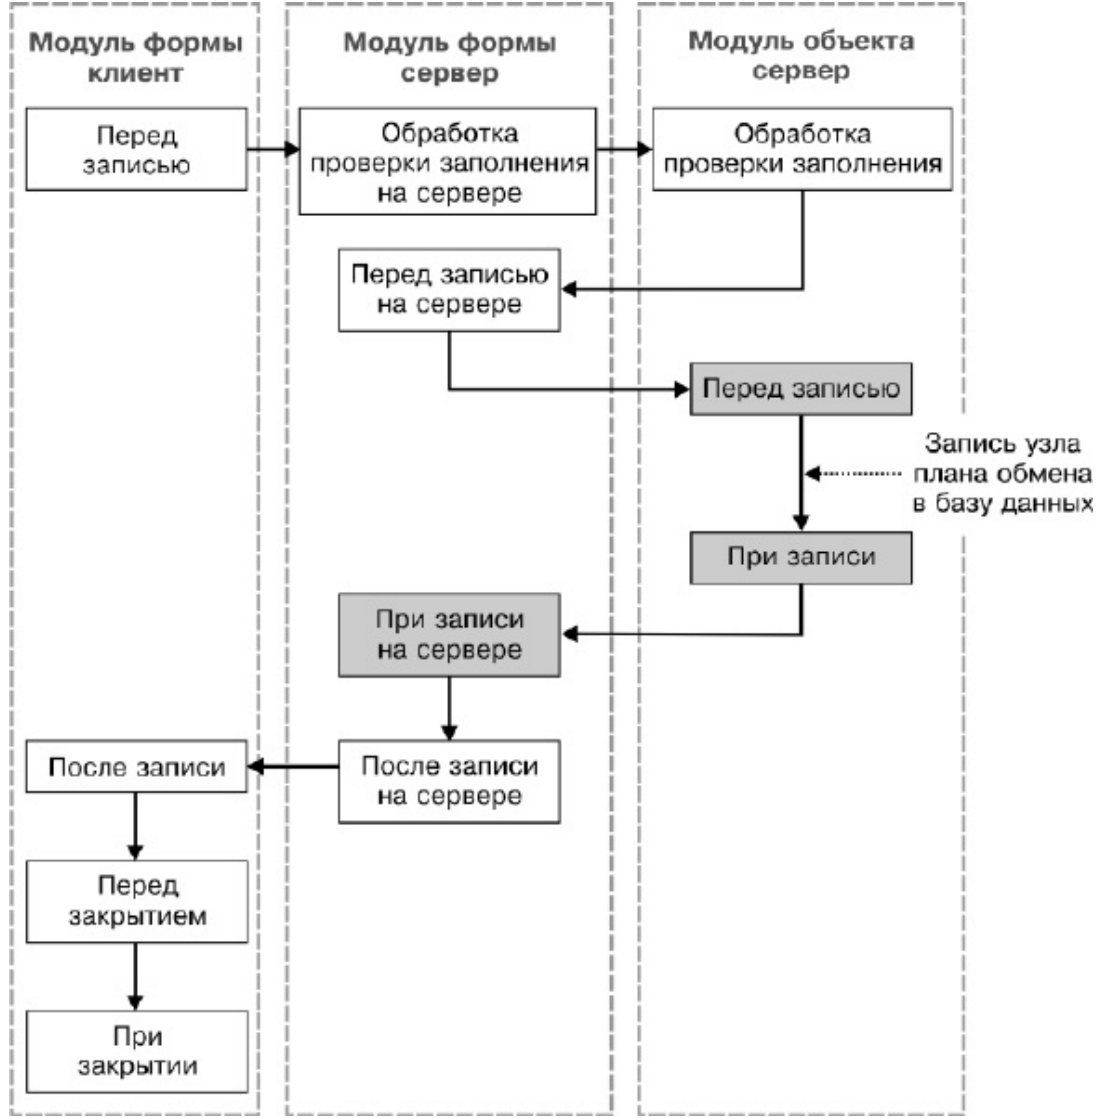 Модуль формы
клиент
Модуль формы
сервер
Модуль объекта
сервер
Перед
записью
Обработка
проверки заполнения
на сервере
Обработка
проверки заполнения
Перед записью
на сервере
Перед записью
Запись узла
плана обмена
в базу данных
При записи
При записи
на сервере
После записи
После записи
на сервере
Перед
закрытием
При
закрытии